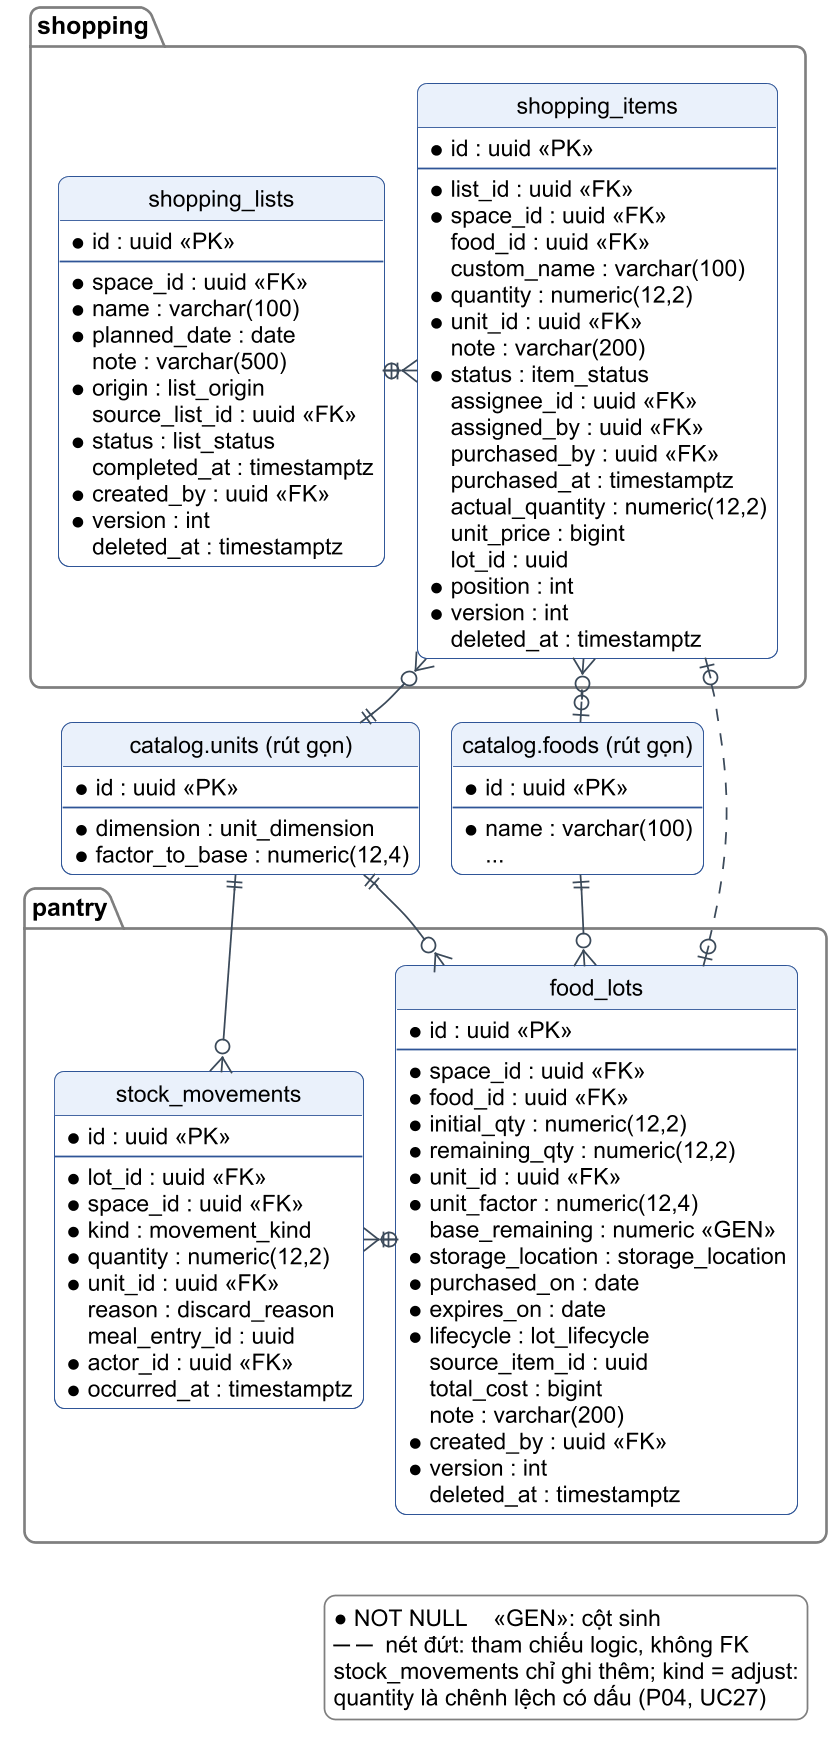 shopping
shopping_items
● id : uuid «PK»
● list_id : uuid «FK»
● space_id : uuid «FK»
food_id : uuid «FK»
custom_name : varchar(100)
● quantity : numeric(12,2)
● unit_id : uuid «FK»
note : varchar(200)
● status : item_status
assignee_id : uuid «FK»
assigned_by : uuid «FK»
purchased_by : uuid «FK»
purchased_at : timestamptz
actual_quantity : numeric(12,2)
unit_price : bigint
lot_id : uuid
● position : int
● version : int
deleted_at : timestamptz
shopping_lists
● id : uuid «PK»
● space_id : uuid «FK»
● name : varchar(100)
● planned_date : date
note : varchar(500)
● origin : list_origin
source_list_id : uuid «FK»
● status : list_status
completed_at : timestamptz
● created_by : uuid «FK»
● version : int
deleted_at : timestamptz
catalog.units (rút gọn)
● id : uuid «PK»
● dimension : unit_dimension
● factor_to_base : numeric(12,4)
catalog.foods (rút gọn)
● id : uuid «PK»
● name : varchar(100)
...
pantry
food_lots
● id : uuid «PK»
● space_id : uuid «FK»
● food_id : uuid «FK»
● initial_qty : numeric(12,2)
● remaining_qty : numeric(12,2)
● unit_id : uuid «FK»
● unit_factor : numeric(12,4)
base_remaining : numeric «GEN»
● storage_location : storage_location
● purchased_on : date
● expires_on : date
● lifecycle : lot_lifecycle
source_item_id : uuid
total_cost : bigint
note : varchar(200)
● created_by : uuid «FK»
● version : int
deleted_at : timestamptz
stock_movements
● id : uuid «PK»
● lot_id : uuid «FK»
● space_id : uuid «FK»
● kind : movement_kind
● quantity : numeric(12,2)
● unit_id : uuid «FK»
reason : discard_reason
meal_entry_id : uuid
● actor_id : uuid «FK»
● occurred_at : timestamptz
● NOT NULL «GEN»: cột sinh
── nét đứt: tham chiếu logic, không FK
stock_movements chỉ ghi thêm; kind = adjust:
quantity là chênh lệch có dấu (P04, UC27)